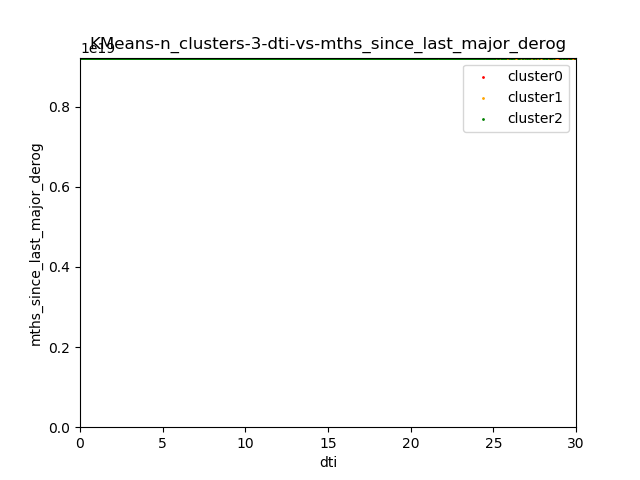 KMeans-n_clusters-3-dti-vs-mths_since_last_major_derog
1e19
cluster0
cluster1
cluster2
0.8
0.6
0.4
0.2
0.0
mths_since_last_major_derog
0
5
10
15
20
25
30
dti